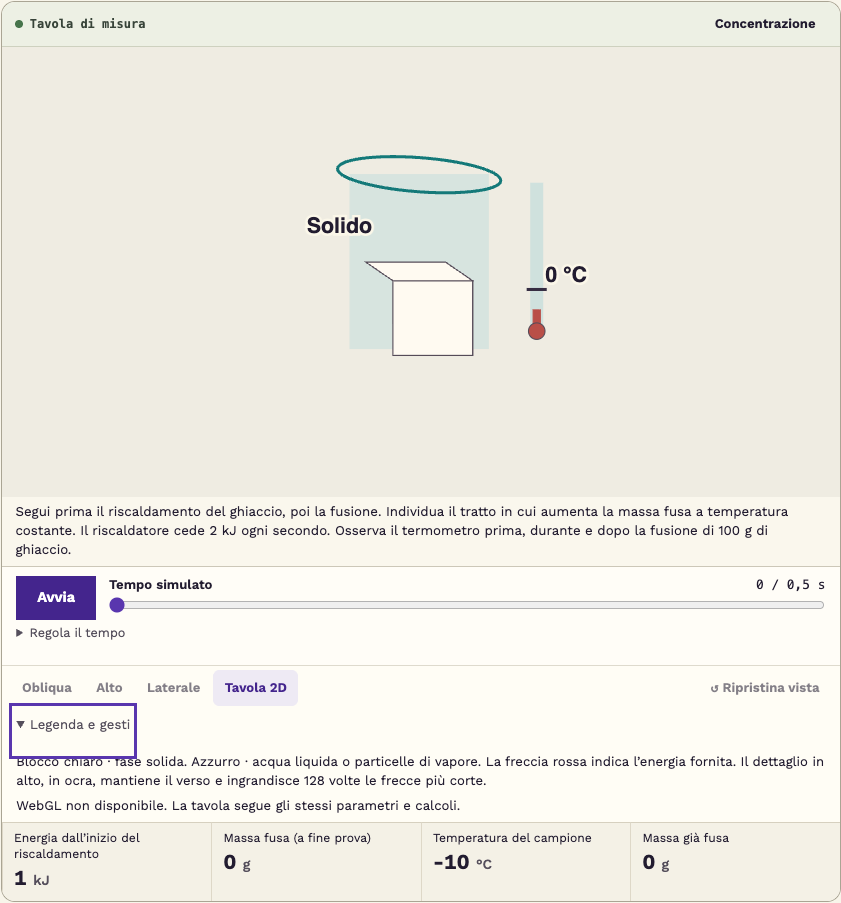 Tavola di misura
Concentrazione
Solido
0 °C
Segui prima il riscaldamento del ghiaccio, poi la fusione. Individua il tratto in cui aumenta la massa fusa a temperatura
costante. Il riscaldatore cede 2 kJ ogni secondo. Osserva il termometro prima, durante e dopo la fusione di 100 g di
ghiaccio.
Avvia
Tempo simulato
0 / 0,5 s
▶ Regola il tempo
Obliqua
Alto
Laterale
Tavola 2D
↺ Ripristina vista
▼ Legenda e gesti
Blocco chiaro · fase solida. Azzurro · acqua liquida o particelle di vapore. La freccia rossa indica l’energia fornita. Il dettaglio in
alto, in ocra, mantiene il verso e ingrandisce 128 volte le frecce più corte.
WebGL non disponibile. La tavola segue gli stessi parametri e calcoli.
Energia dall’inizio del
riscaldamento
1 kJ
Massa fusa (a fine prova)
0 g
Temperatura del campione
-10 °C
Massa già fusa
0 g